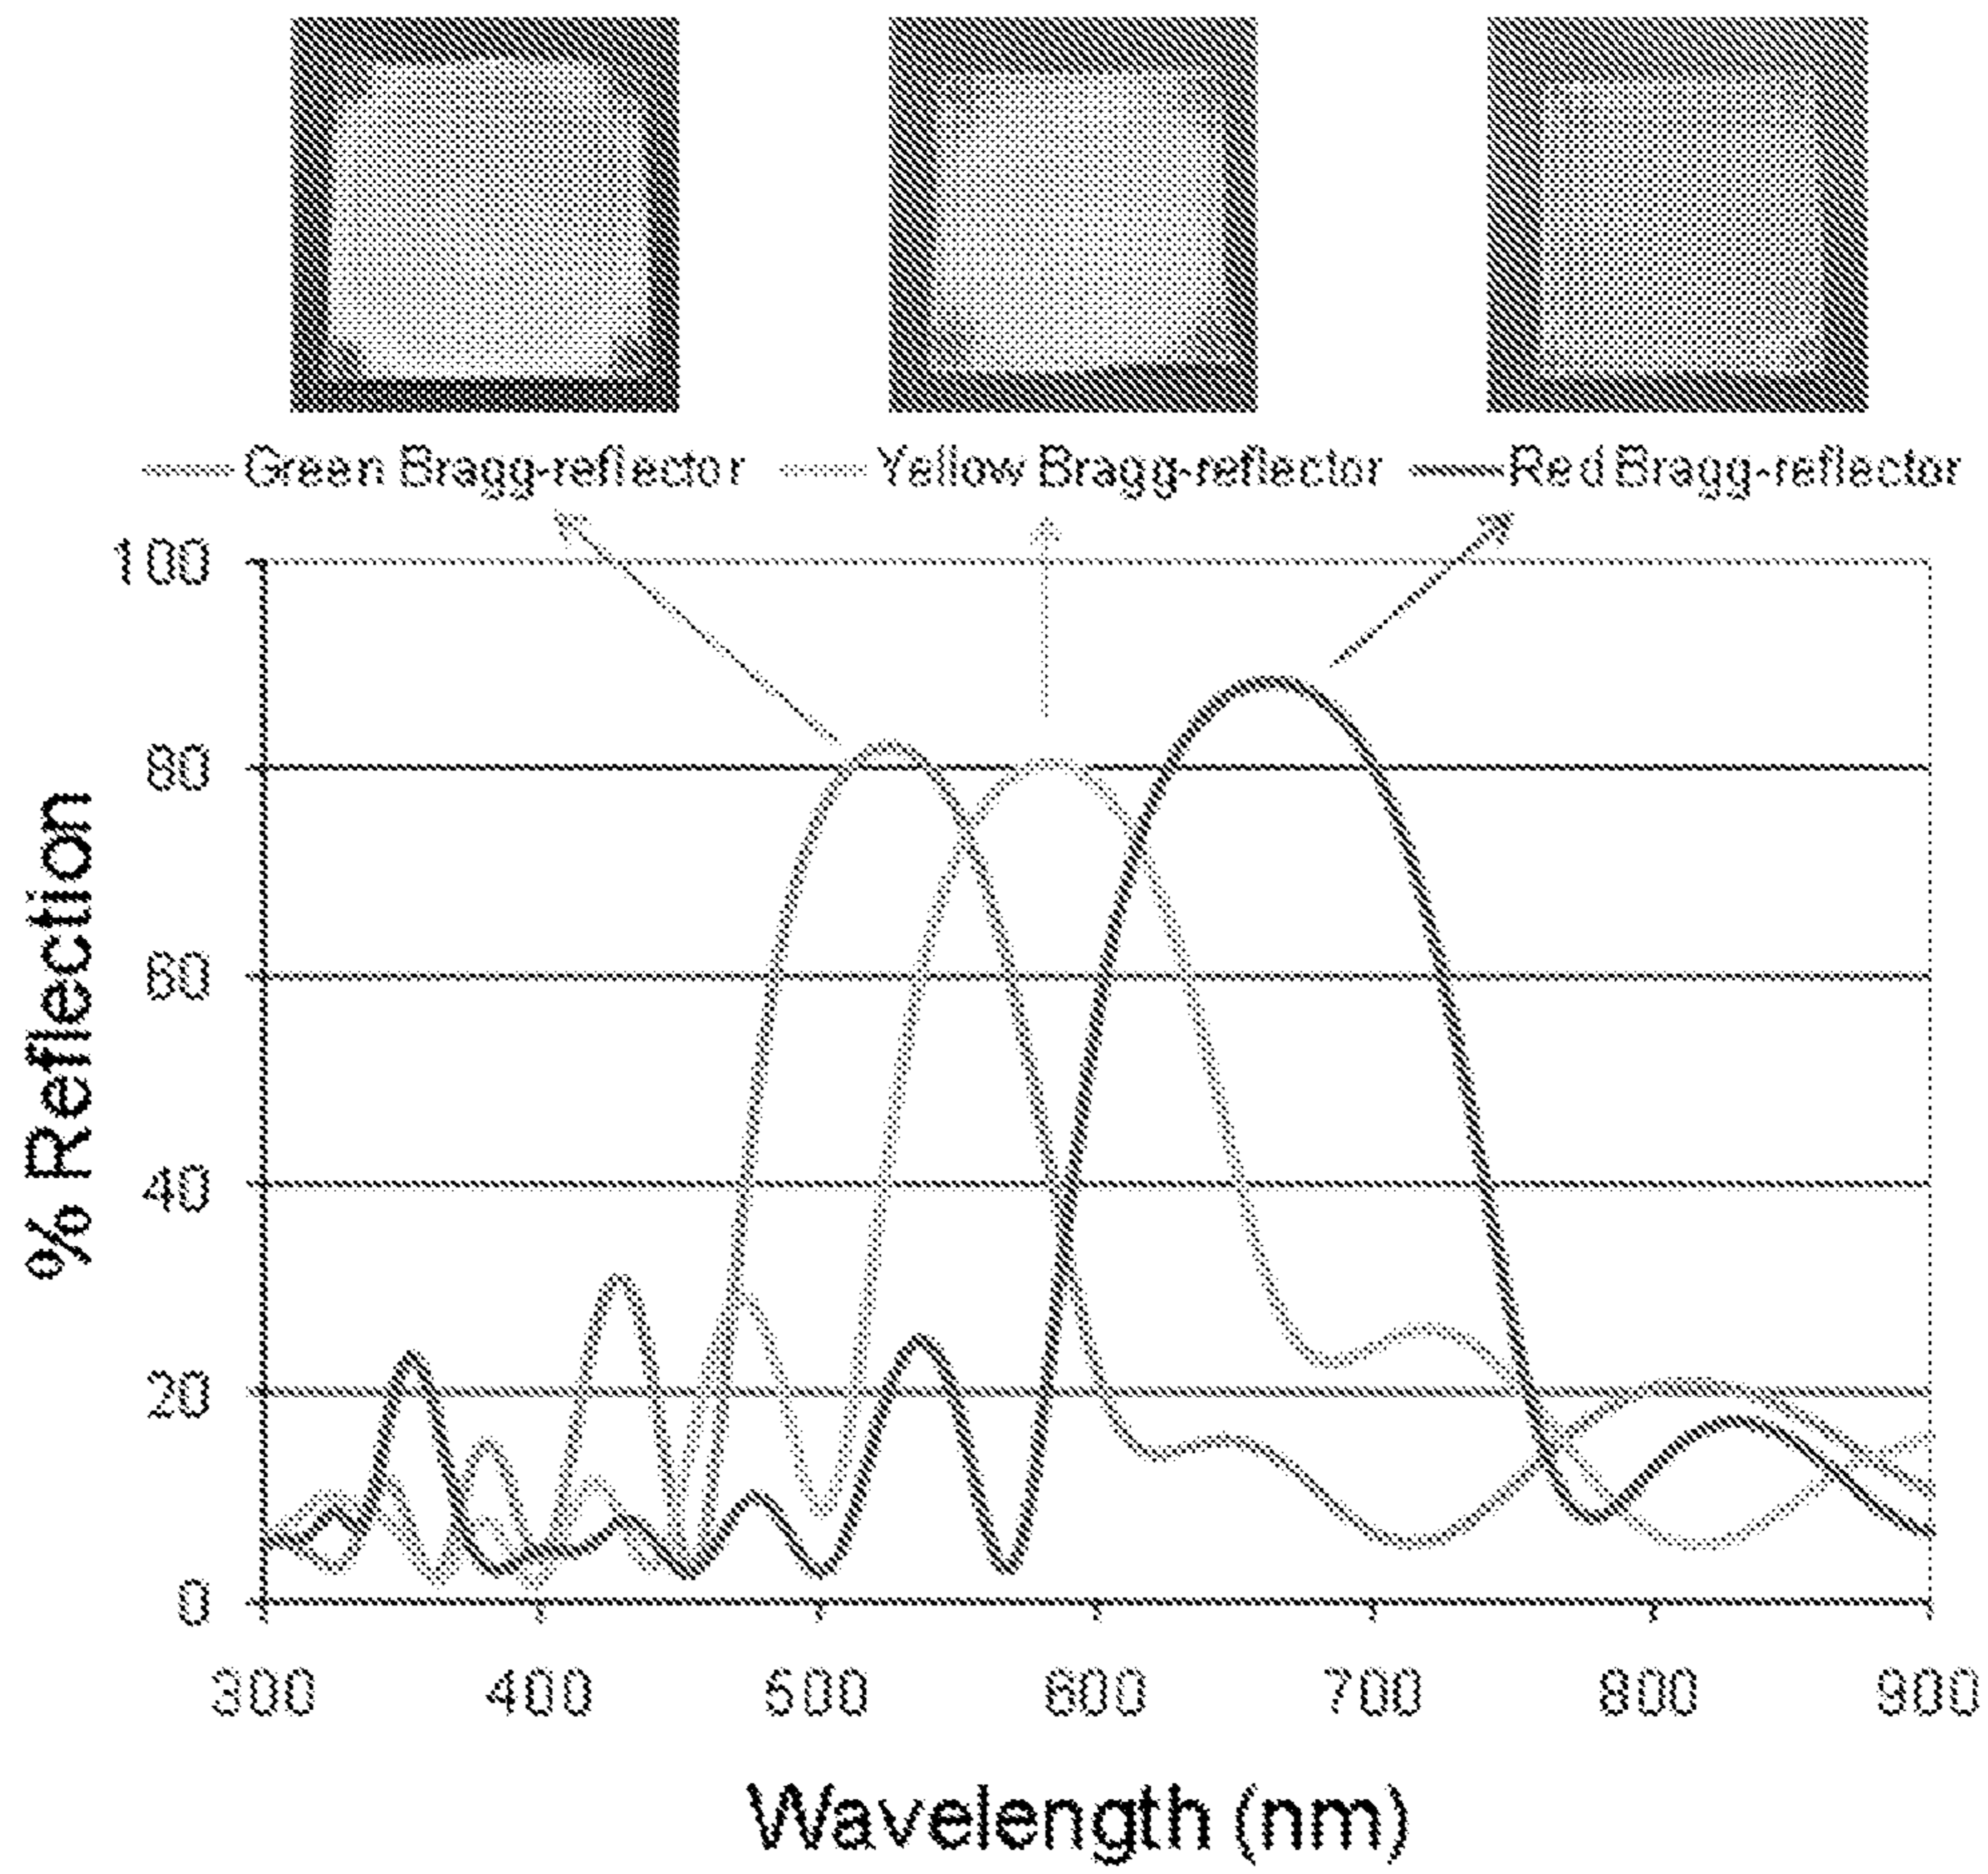 Green Bragg-reflector Yellow Bragg-reflector Red Bragg-reflector
100
80
60
40
20
0
% Reflection
300 400 500 600 700 800 900
Wavelength (nm)